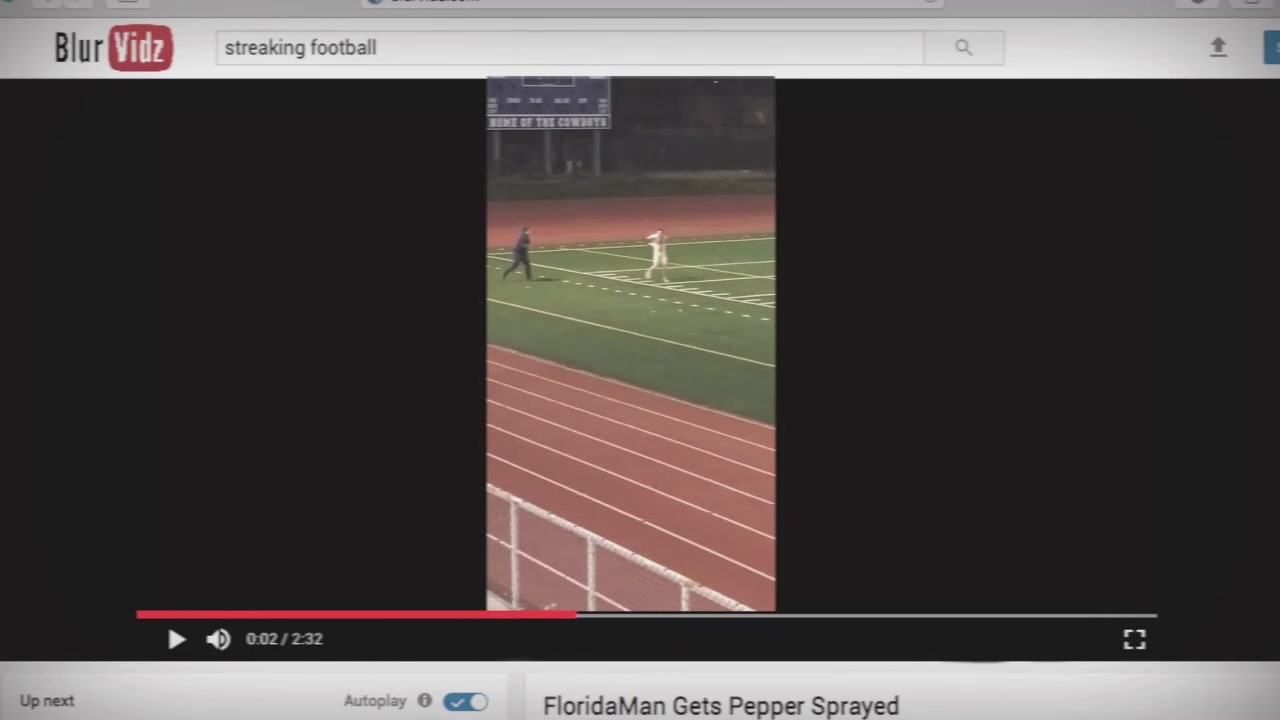 Blur Vidz
streaking football
HOME OF THE COWBOYS
0:02 / 2:32
Up next
Autoplay
FloridaMan Gets Pepper Sprayed